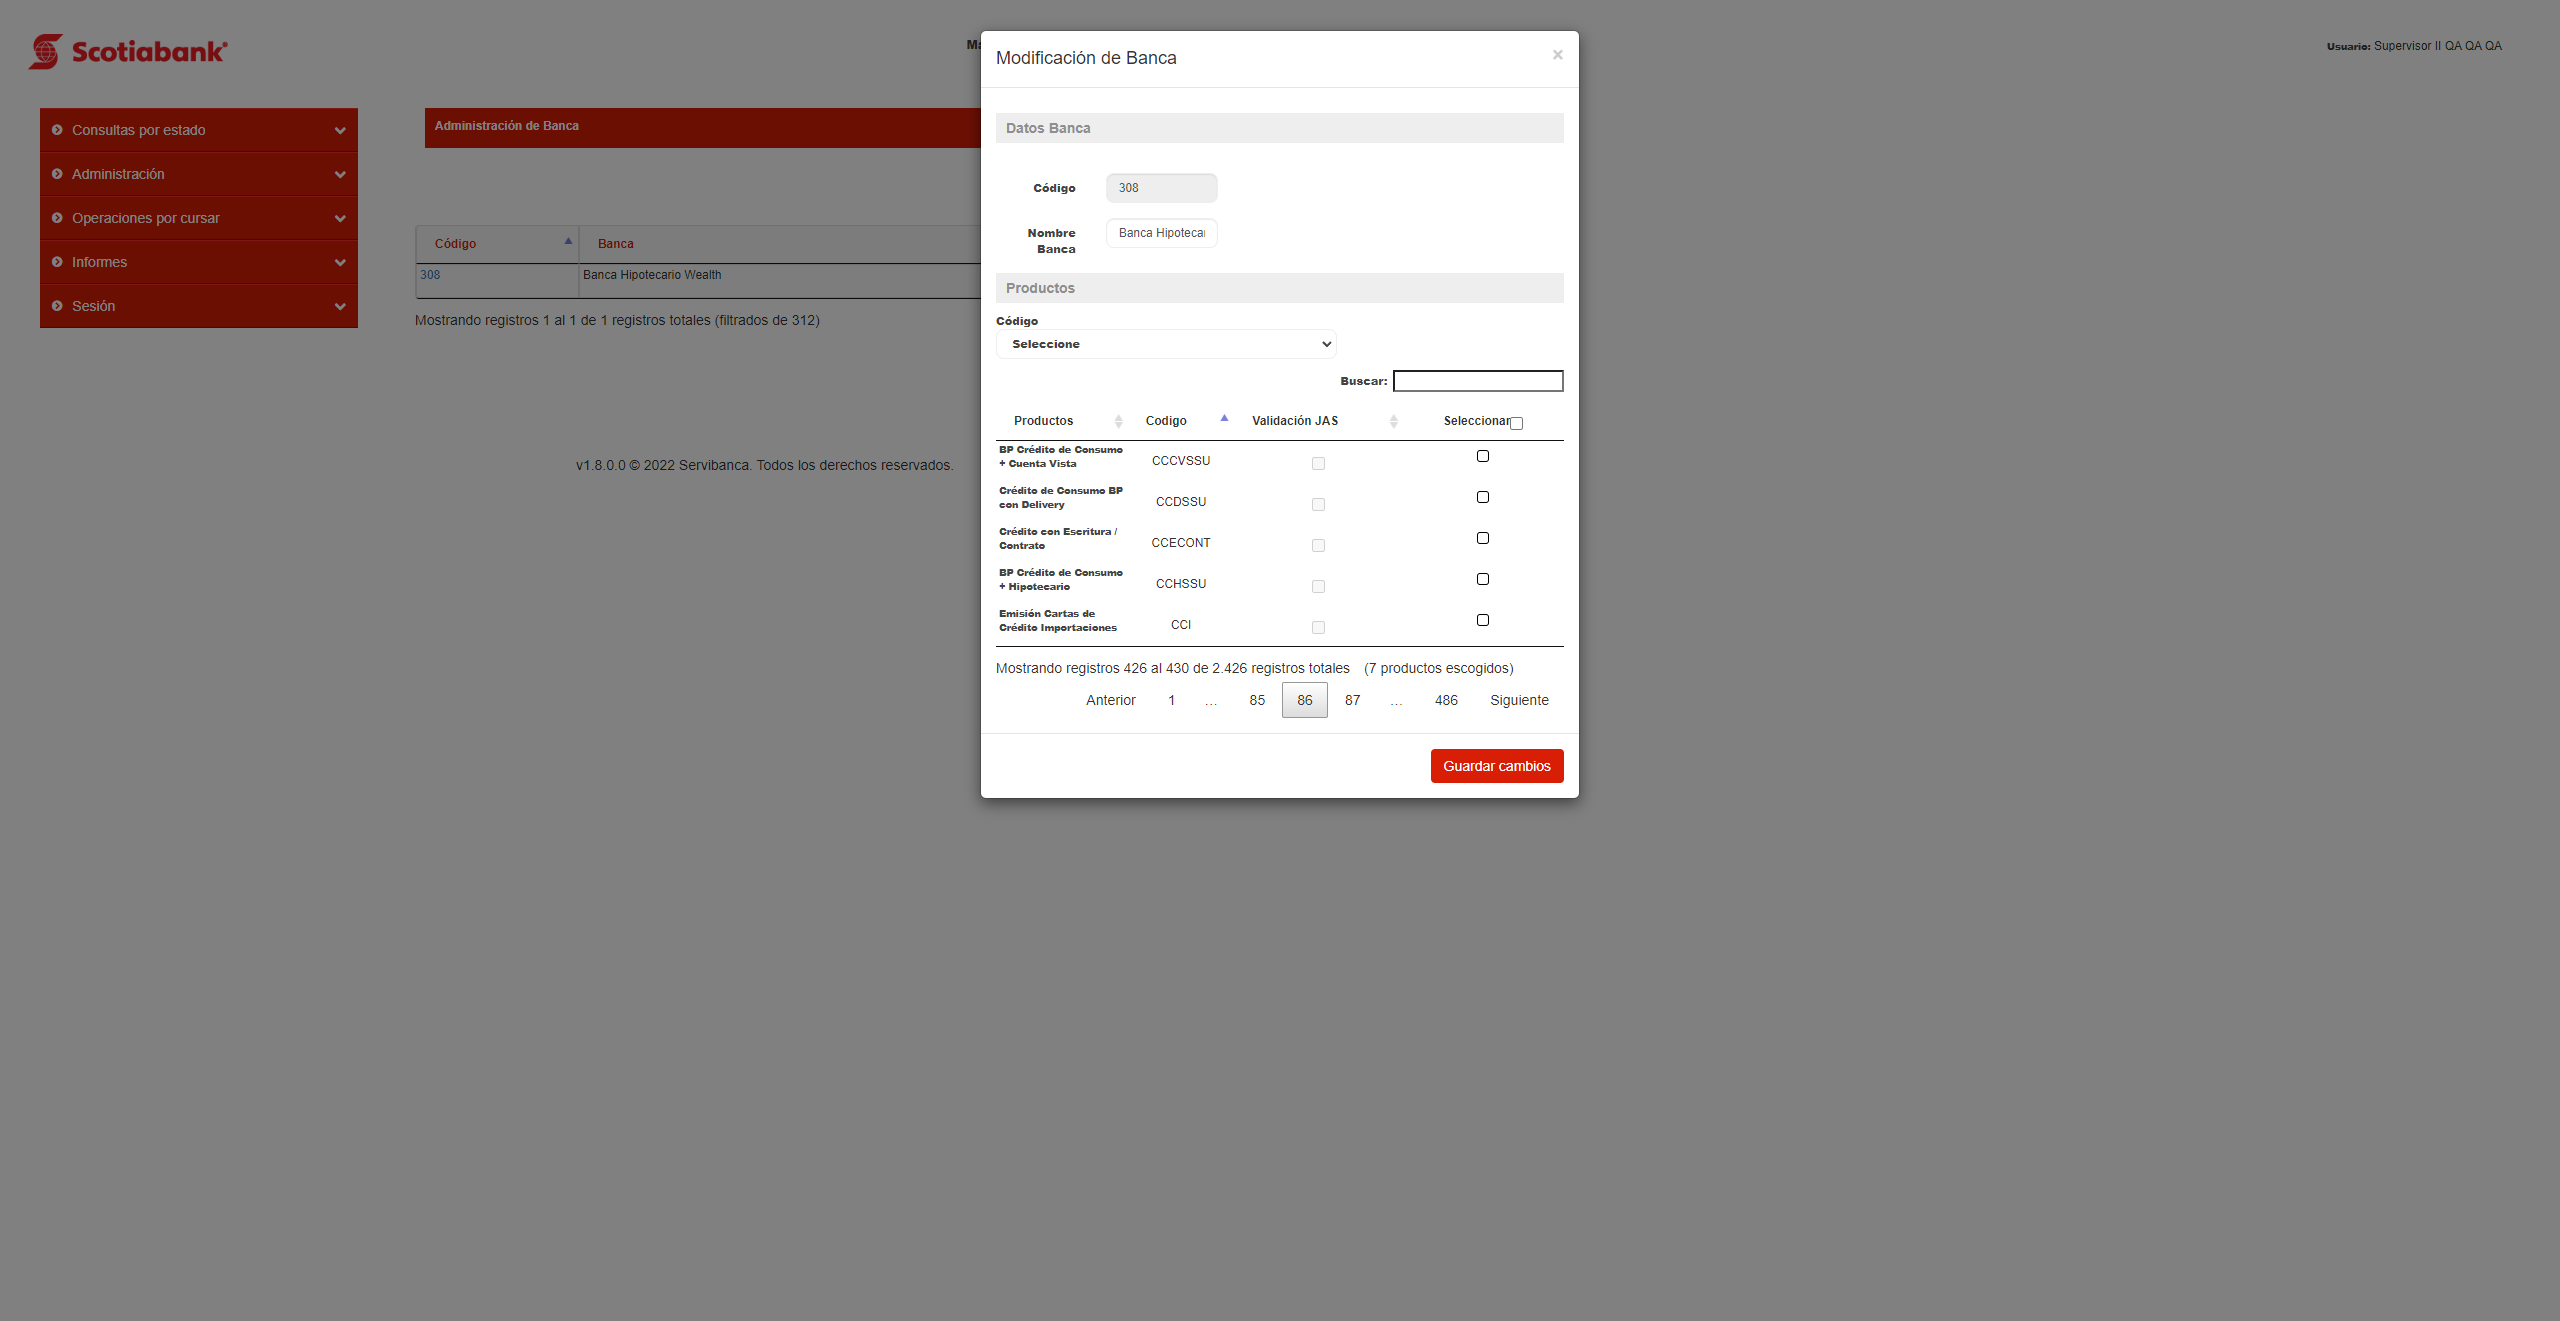 Scotiabank
Usuario: Supervisor II QA QA QA
Consultas por estado
Administración
Operaciones por cursar
Informes
Sesión
Administración de Banca
Código Banca
308 Banca Hipotecario Wealth
Mostrando registros 1 al 1 de 1 registros totales (filtrados de 312)
v1.8.0.0 © 2022 Servibanca. Todos los derechos reservados.
Modificación de Banca ×
Datos Banca
Código 308
Nombre Banca Hipotecar
Banca
Productos
Código
Seleccione
Buscar:
Productos Codigo Validación JAS Seleccionar
BP Crédito de Consumo
+ Cuenta Vista CCCVSSU
Crédito de Consumo BP
con Delivery CCDSSU
Crédito con Escritura /
Contrato CCECONT
BP Crédito de Consumo
+ Hipotecario CCHSSU
Emisión Cartas de
Crédito Importaciones CCI
Mostrando registros 426 al 430 de 2.426 registros totales (7 productos escogidos)
Anterior 1 … 85 86 87 … 486 Siguiente
Guardar cambios